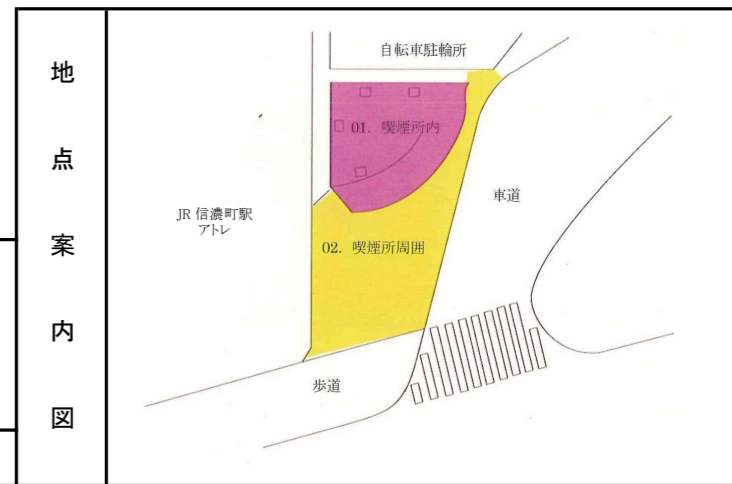 地点案内図
自転車駐輪所
01. 喫煙所内
車道
JR 信濃町駅
アトレ
02. 喫煙所周囲
歩道